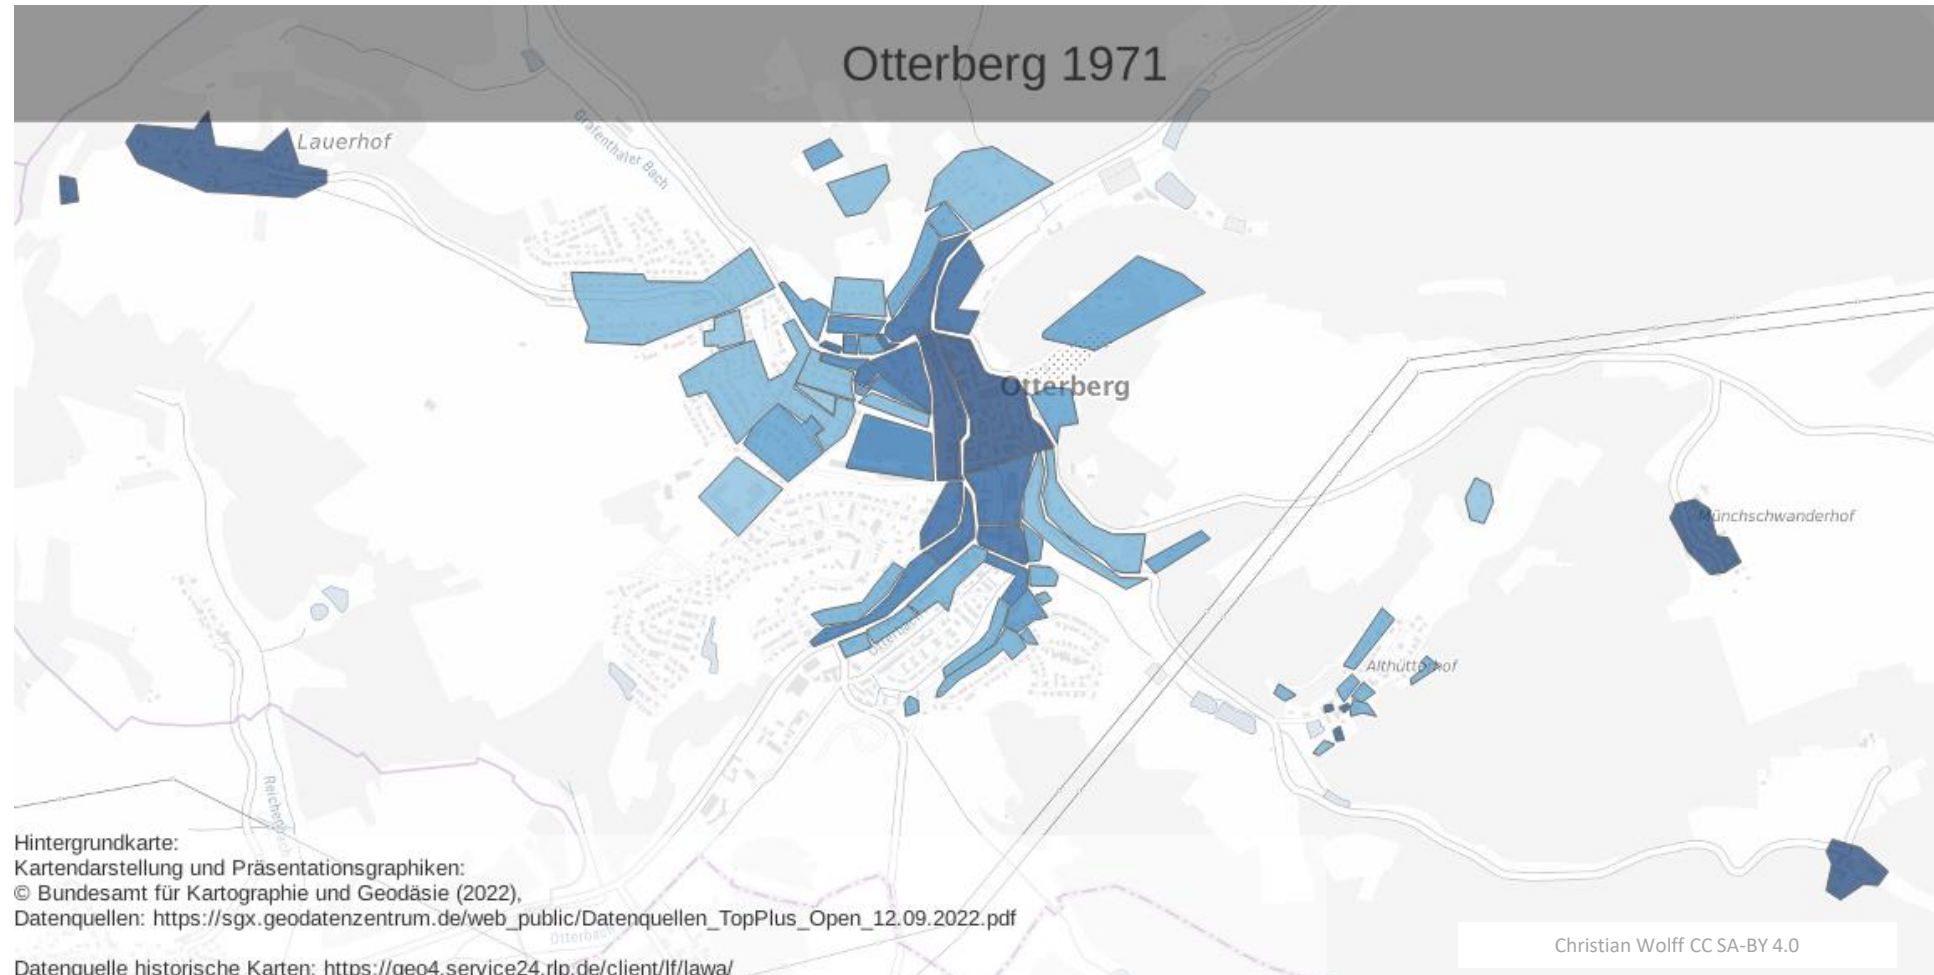 Otterberg 1971
Lauerhof
Grafenthaler Bach
Otterberg
Münchschwanderhof
Otterbach
Althütterhof
Hintergrundkarte:
Kartendarstellung und Präsentationsgraphiken:
© Bundesamt für Kartographie und Geodäsie (2022),
Datenquellen: https://sgx.geodatenzentrum.de/web_public/Datenquellen_TopPlus_Open_12.09.2022.pdf
Otterbach
Christian Wolff CC SA-BY 4.0
Datenquelle historische Karten: https://geo4.service24.rlp.de/client/lf/lawa/